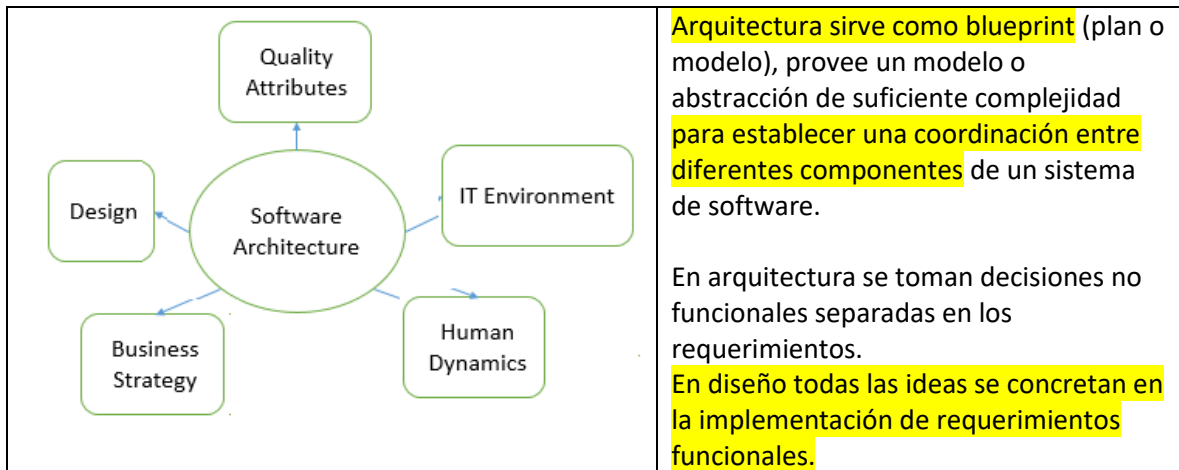 Quality
Attributes
Design
Software
Architecture
IT Environment
Business
Strategy
Human
Dynamics
Arquitectura sirve como blueprint (plan o
modelo), provee un modelo o
abstracción de suficiente complejidad
para establecer una coordinación entre
diferentes componentes de un sistema
de software.
En arquitectura se toman decisiones no
funcionales separadas en los
requerimientos.
En diseño todas las ideas se concretan en
la implementación de requerimientos
funcionales.